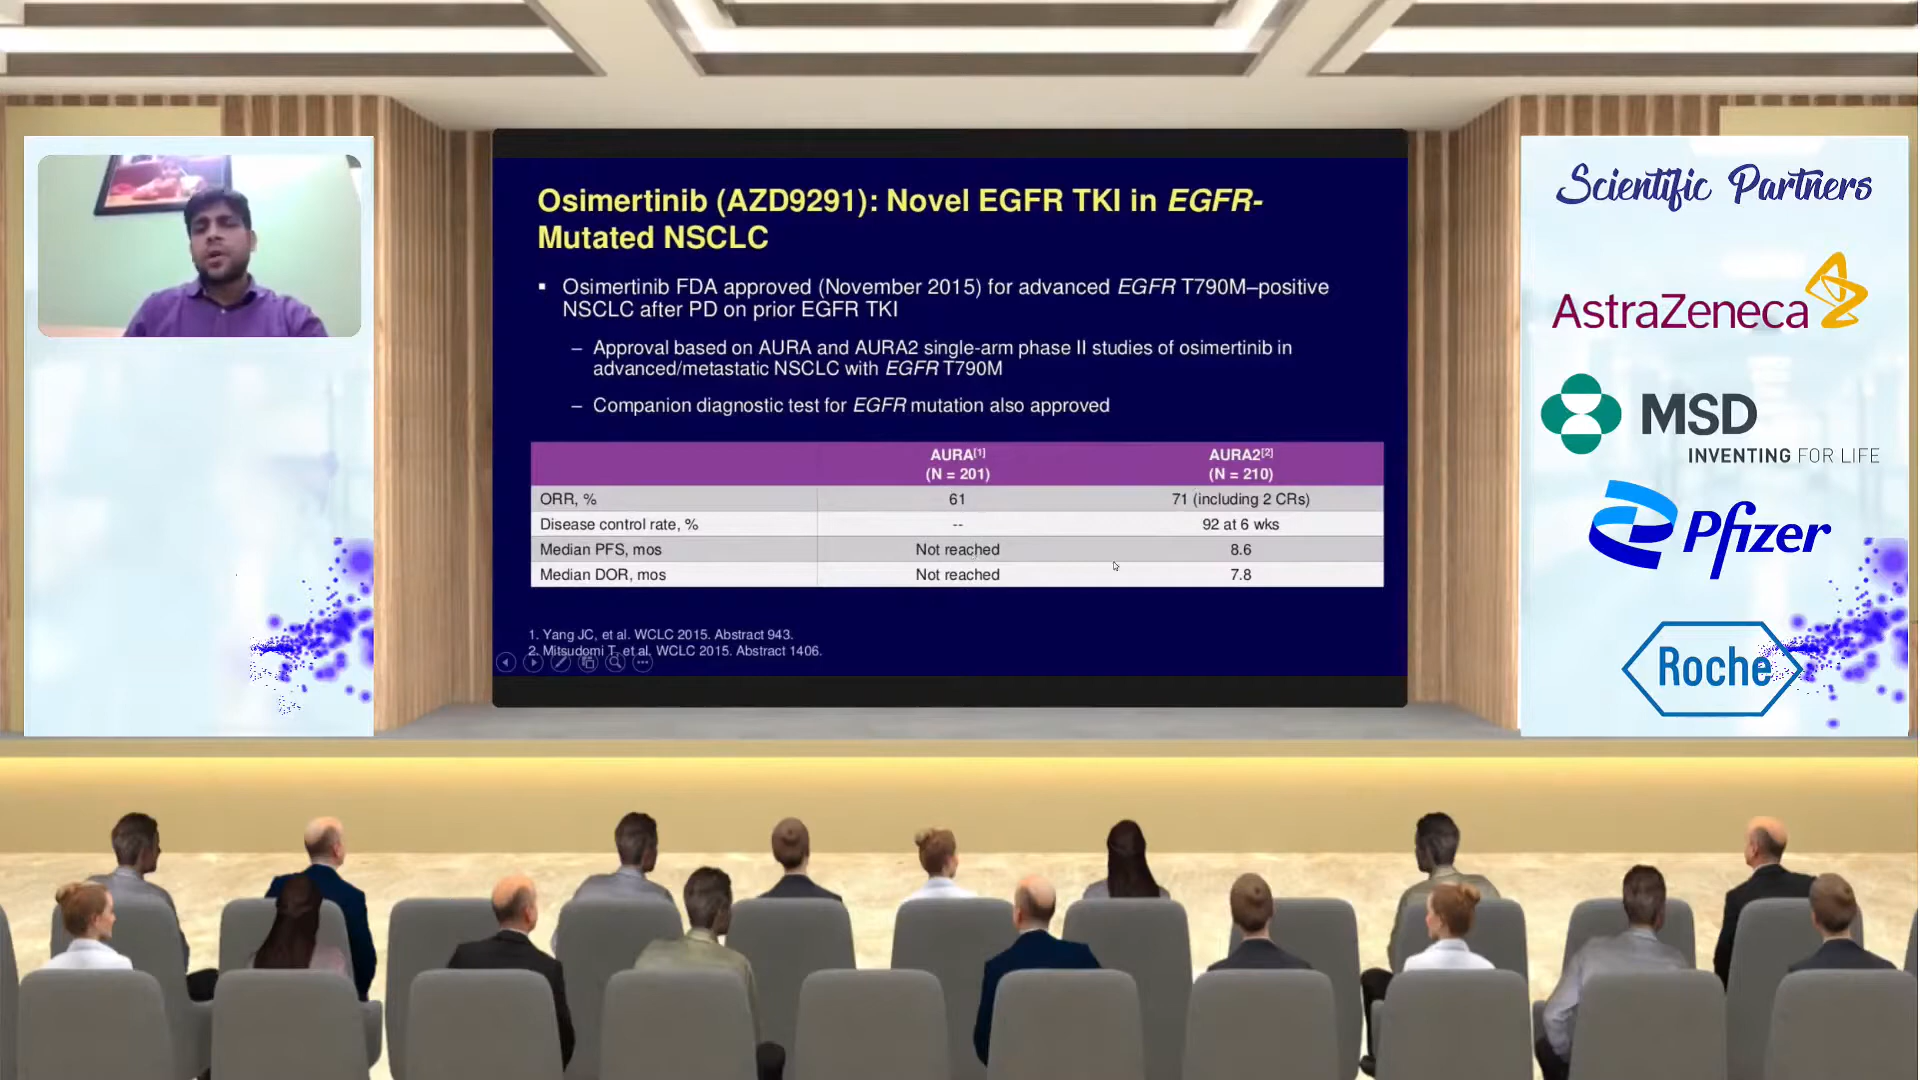 Osimertinib (AZD9291): Novel EGFR TKI in EGFR-
Mutated NSCLC
▪ Osimertinib FDA approved (November 2015) for advanced EGFR T790M–positive
NSCLC after PD on prior EGFR TKI
– Approval based on AURA and AURA2 single-arm phase II studies of osimertinib in
advanced/metastatic NSCLC with EGFR T790M
– Companion diagnostic test for EGFR mutation also approved
AURA[1] AURA2[2]
(N = 201) (N = 210)
ORR, % 61 71 (including 2 CRs)
Disease control rate, % -- 92 at 6 wks
Median PFS, mos Not reached 8.6
Median DOR, mos Not reached 7.8
1. Yang JC, et al. WCLC 2015. Abstract 943.
2. Mitsudomi T, et al. WCLC 2015. Abstract 1406.
Scientific Partners
AstraZeneca
MSD
INVENTING FOR LIFE
Pfizer
Roche